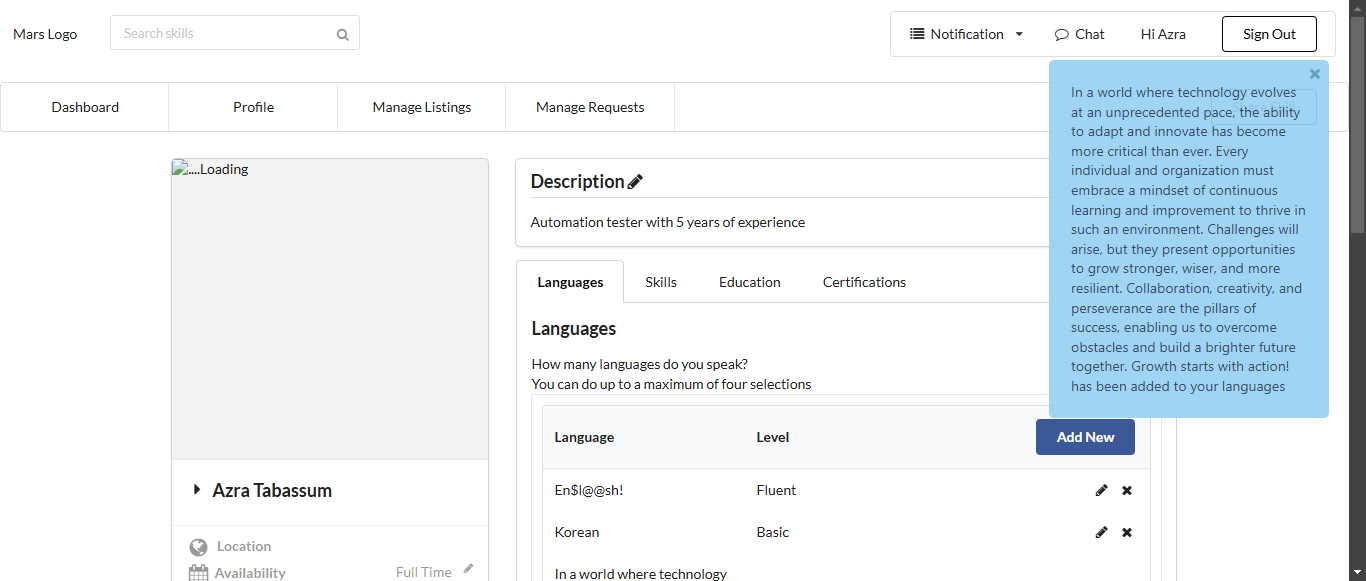 Mars Logo
Search skills
Notification
Chat
Hi Azra
Sign Out
Dashboard
Profile
Manage Listings
Manage Requests
Share Skill
In a world where technology evolves
at an unprecedented pace, the ability
to adapt and innovate has become
more critical than ever. Every
individual and organization must
embrace a mindset of continuous
learning and improvement to thrive in
such an environment. Challenges will
arise, but they present opportunities
to grow stronger, wiser, and more
resilient. Collaboration, creativity, and
perseverance are the pillars of
success, enabling us to overcome
obstacles and build a brighter future
together. Growth starts with action!
has been added to your languages
....Loading
Azra Tabassum
Location
Availability
Full Time
Description
Automation tester with 5 years of experience
Languages
Skills
Education
Certifications
Languages
How many languages do you speak?
You can do up to a maximum of four selections
Language
Level
Add New
En$l@@sh!
Fluent
Korean
Basic
In a world where technology